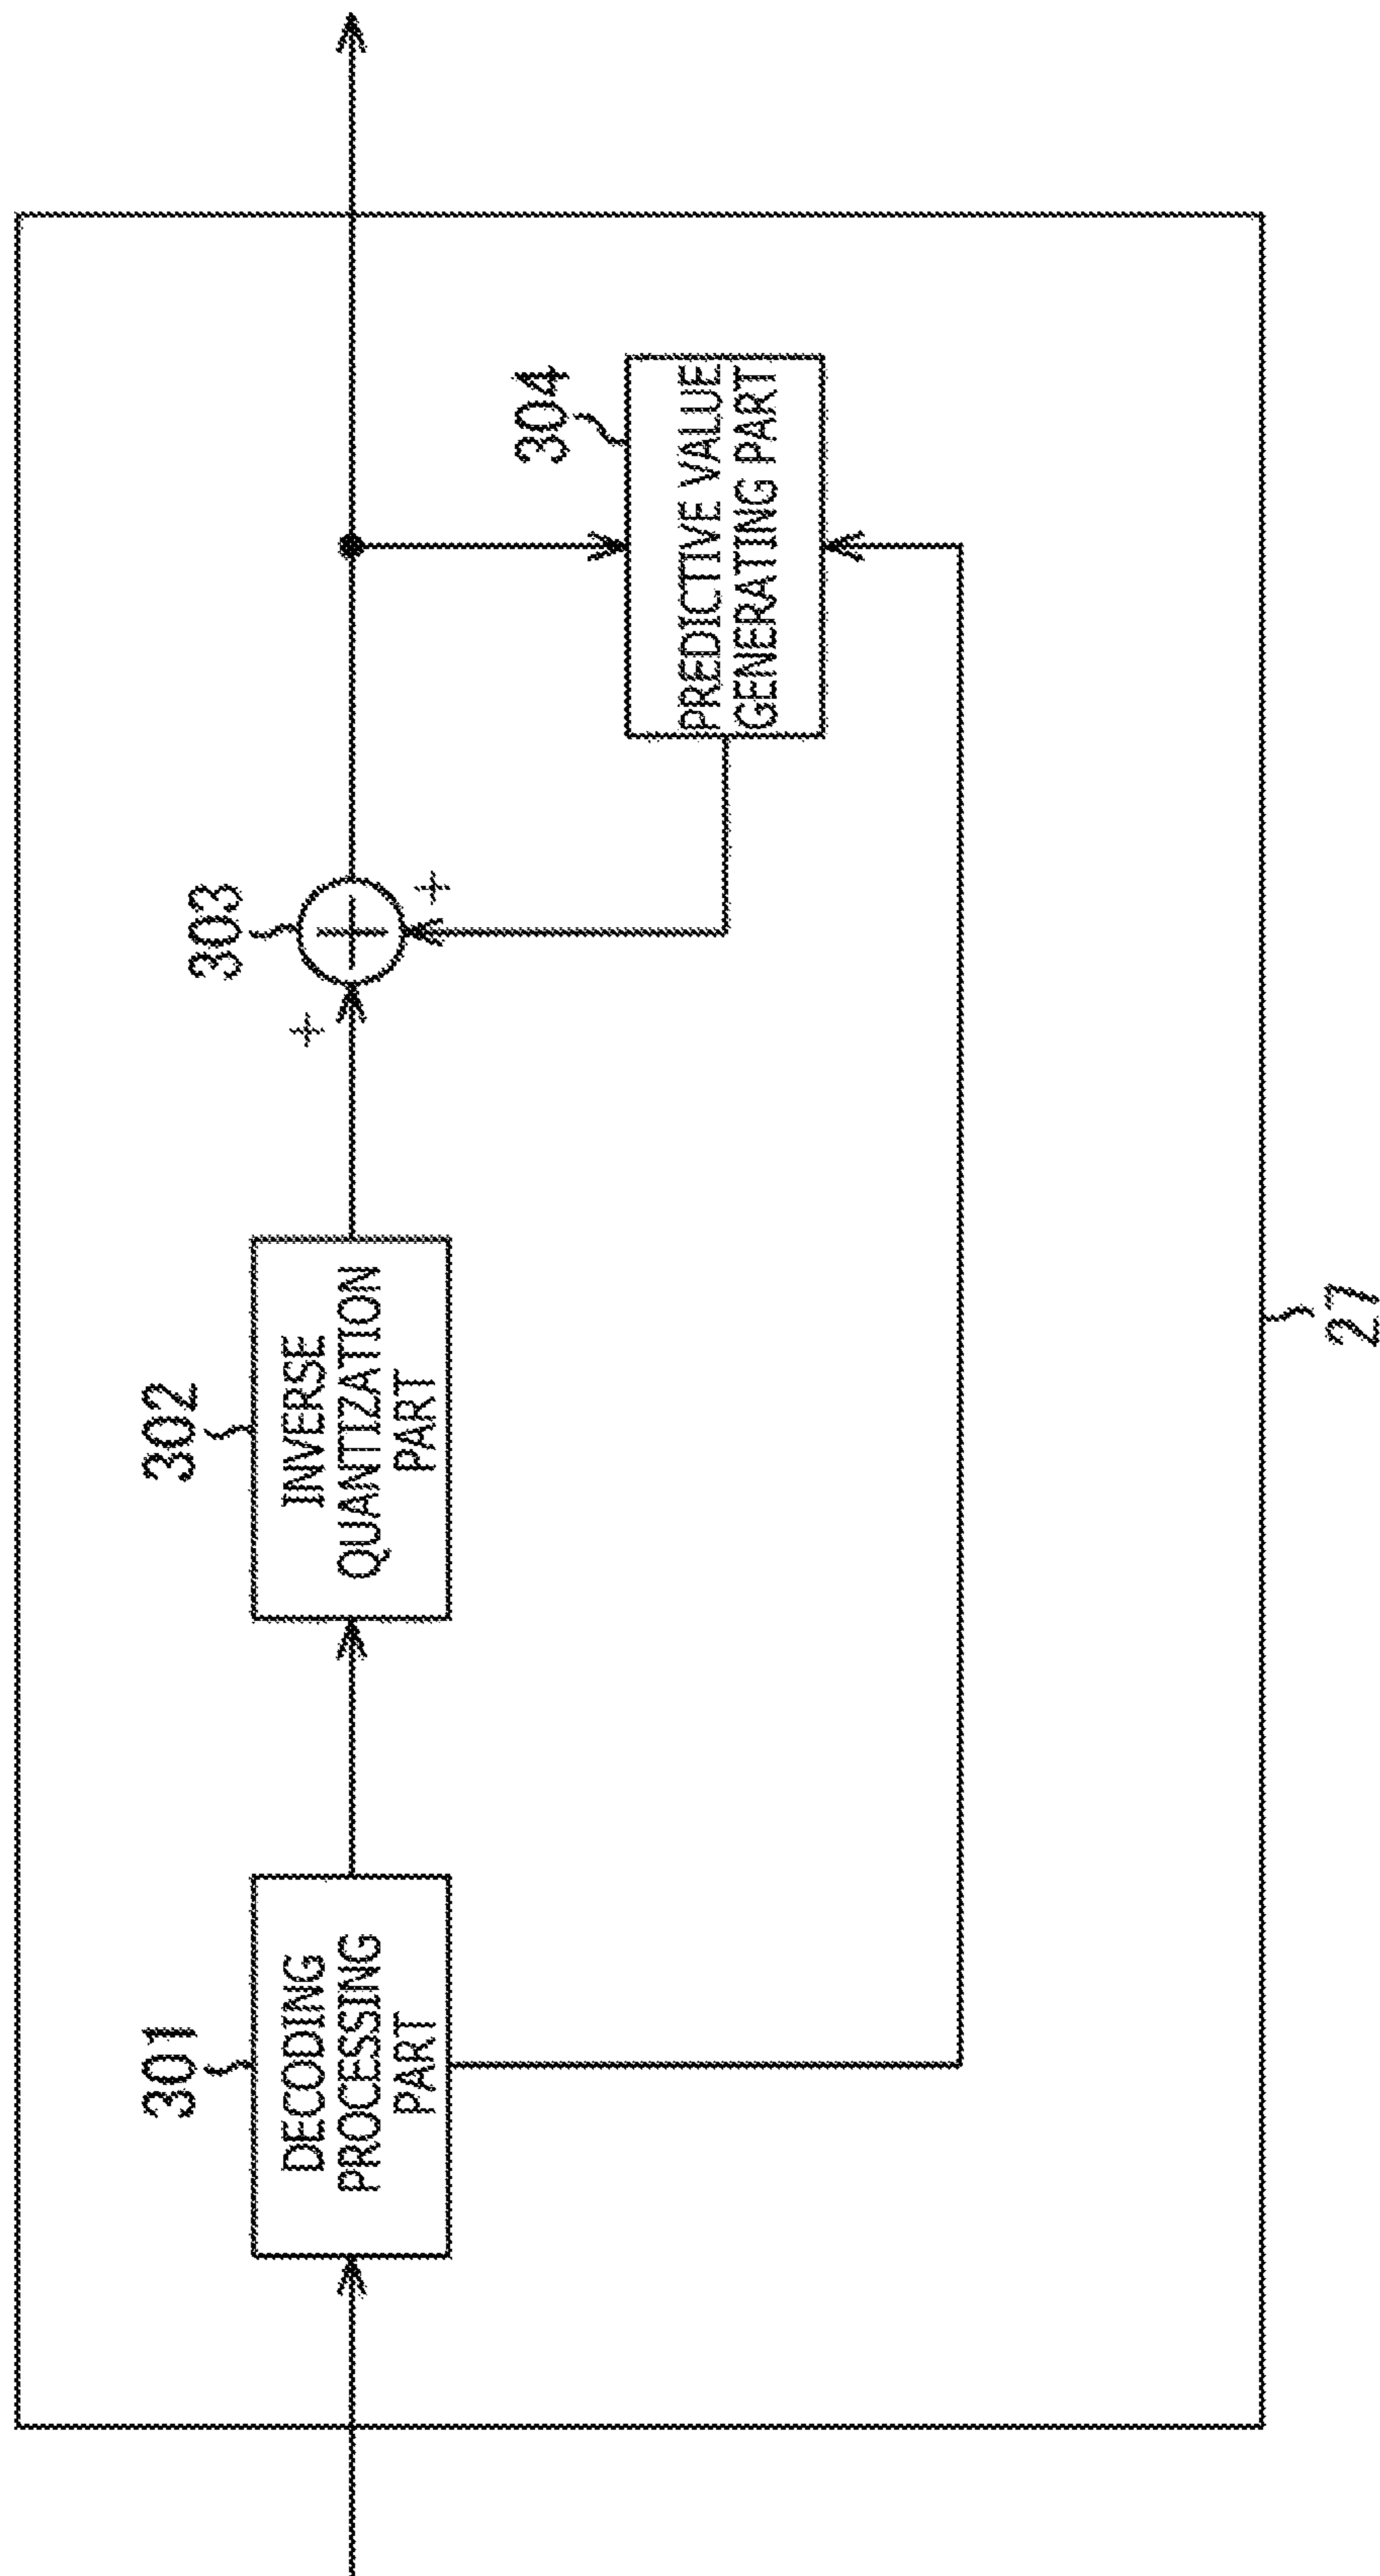 301
DECODING
PROCESSING
PART
302
INVERSE
QUANTIZATION
PART
303
+
+
304
PREDICTIVE VALUE
GENERATING PART
27